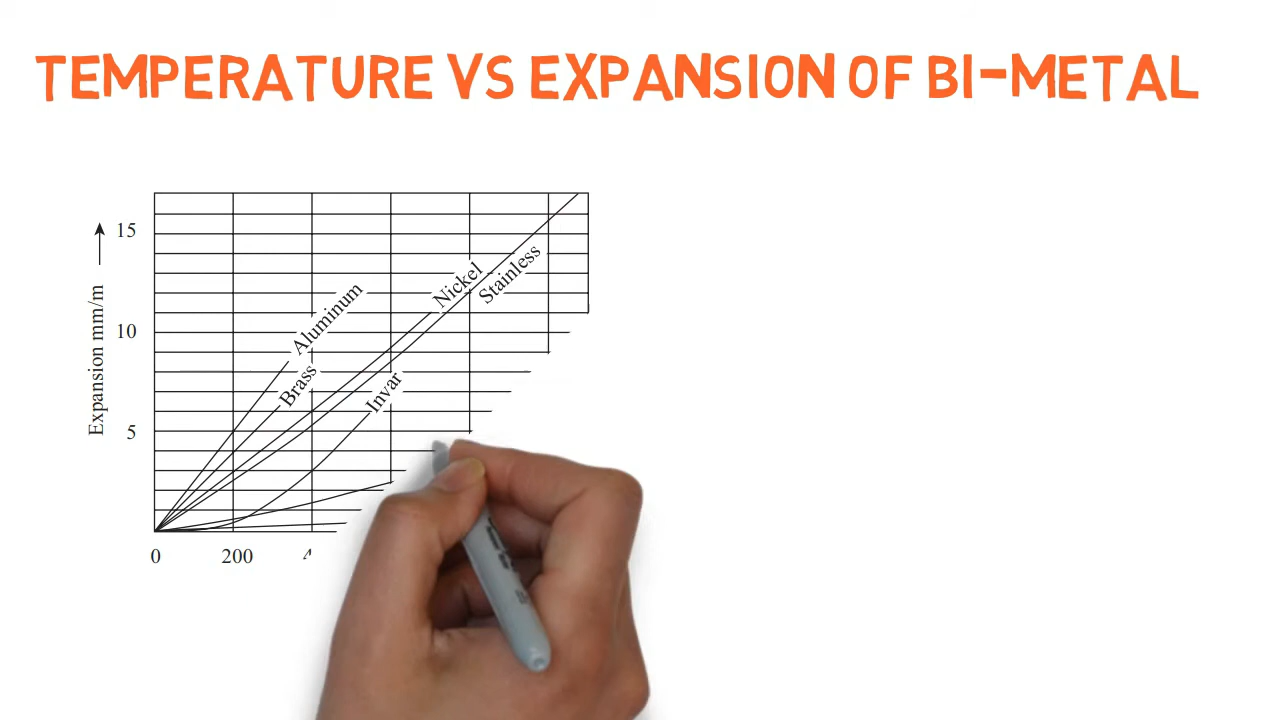 TEMPERATURE VS EXPANSION OF BI-METAL
15
10
5
Expansion mm/m
Aluminum
Brass
Nickel
Stainless
Invar
0
200